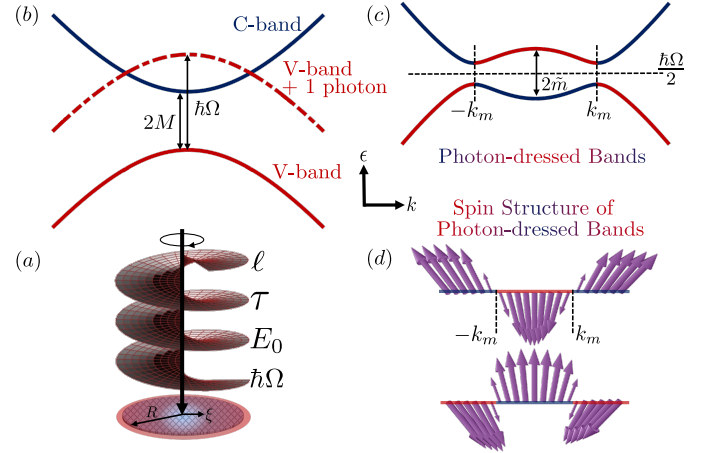 (b)
C-band
V-band
+ 1 photon
2M
ħΩ
V-band
(c)
ħΩ
2
2m̃
−k_m
k_m
Photon-dressed Bands
ϵ
k
(a)
ℓ
τ
E₀
ħΩ
R
ξ
Spin Structure of
Photon-dressed Bands
(d)
−k_m
k_m